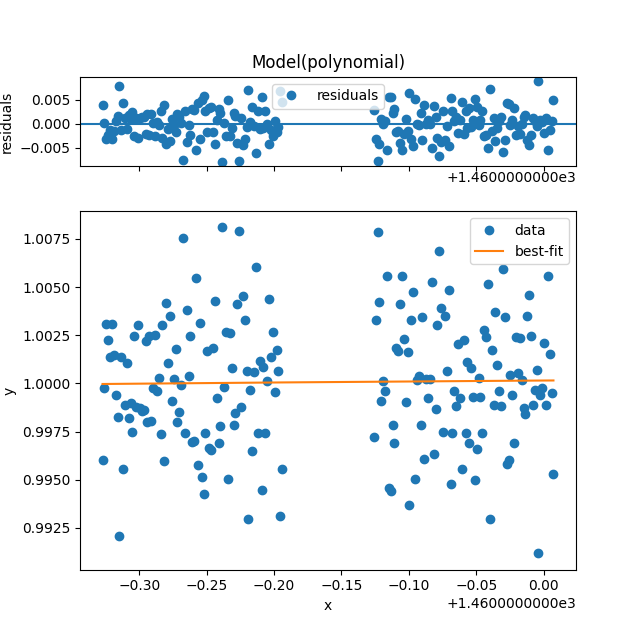 Model(polynomial)
residuals
0.005
0.000
−0.005
residuals
+1.4600000000e3
data
best-fit
y
1.0075
1.0050
1.0025
1.0000
0.9975
0.9950
0.9925
−0.30
−0.25
−0.20
−0.15
−0.10
−0.05
0.00
x
+1.4600000000e3